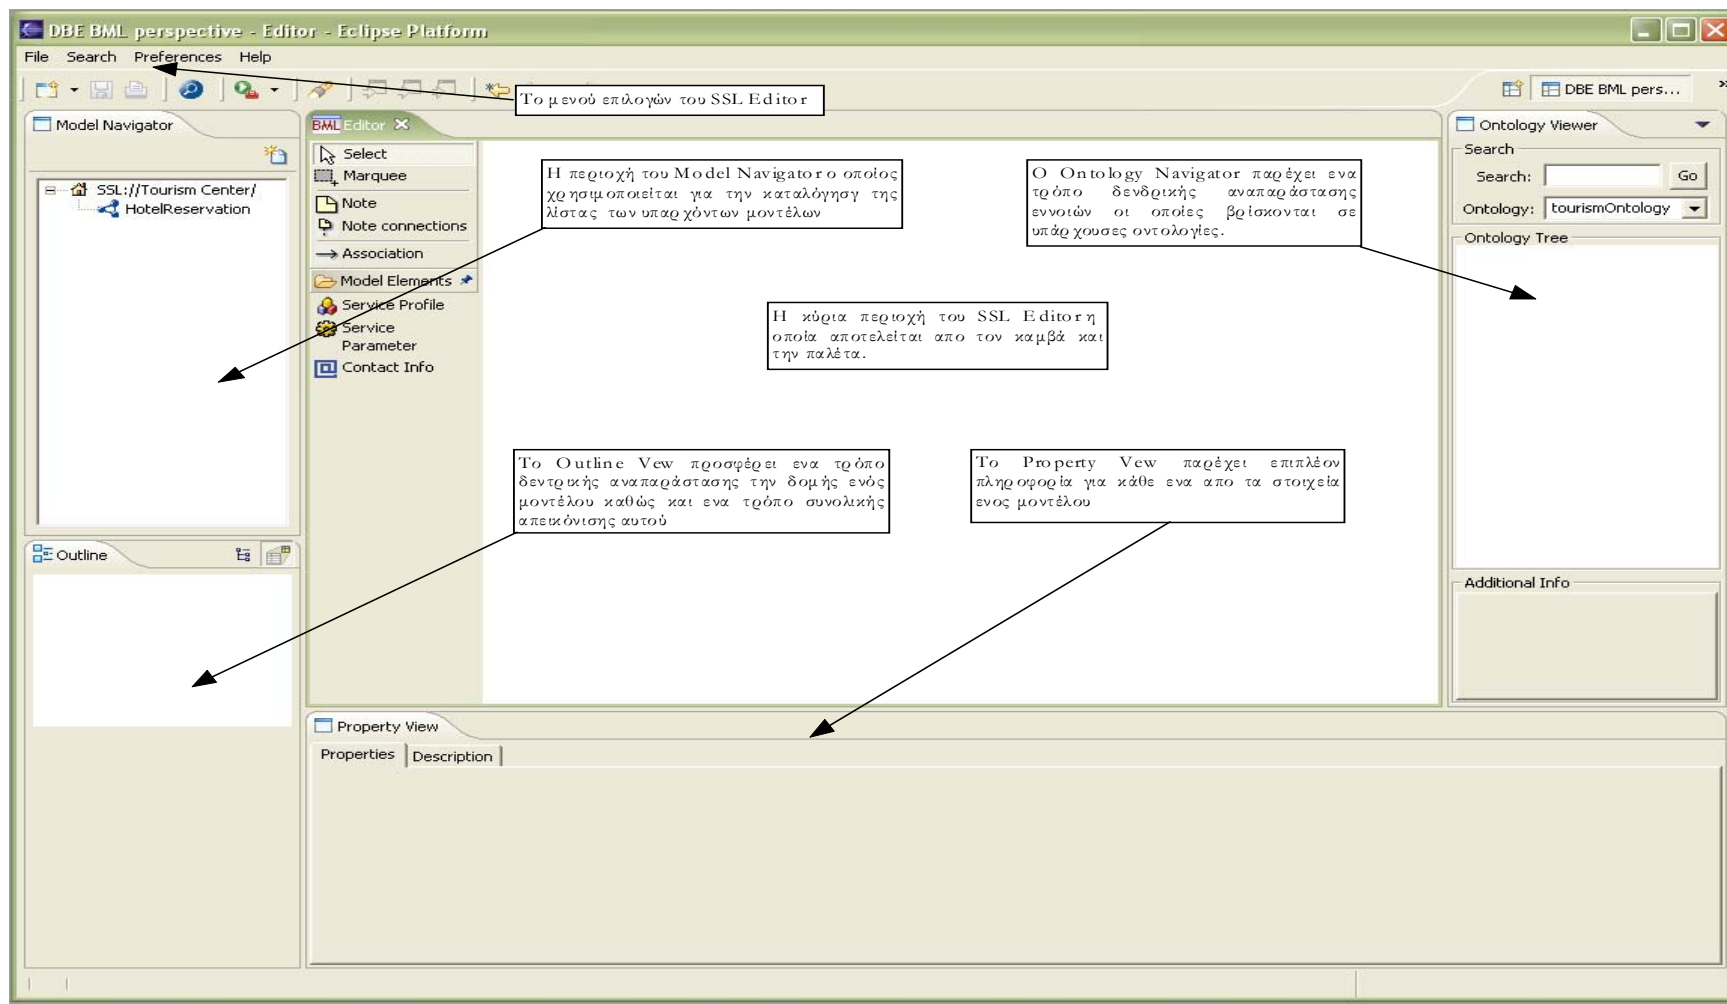 DBE BML perspective - Editor - Eclipse Platform
File Search Preferences Help
DBE BML pers...
Το μενού επιλογών του SSL Editor
Model Navigator
SSL://Tourism Center/
HotelReservation
BML Editor
Select
Marquee
Note
Note connections
Association
Model Elements
Service Profile
Service
Parameter
Contact Info
Η περιοχή του Model Navigator ο οποίος
χρησιμοποιείται για την καταλόγησγ της
λίστας των υπαρχόντων μοντέλων
Ο Ontology Navigator παρέχει ενα
τρόπο δενδρικής αναπαράστασης
εννοιών οι οποίες βρίσκονται σε
υπάρχουσες οντολογίες.
Η κύρια περιοχή του SSL Editor η
οποία αποτελείται απο τον καμβά και
την παλέτα.
Το Outline Vew προσφέρει ενα τρόπο
δεντρικής αναπαράστασης την δομής ενός
μοντέλου καθώς και ενα τρόπο συνολικής
απεικόνισης αυτού
Το Property Vew παρέχει επιπλέον
πληροφορία για κάθε ενα απο τα στοιχεία
ενος μοντέλου
Ontology Viewer
Search
Search: Go
Ontology: tourismOntology
Ontology Tree
Additional Info
Outline
Property View
Properties Description